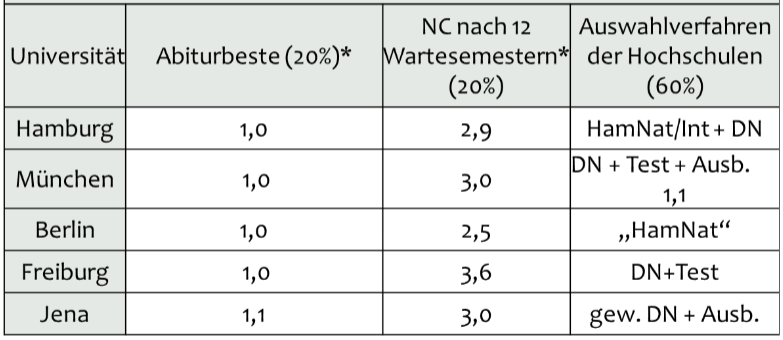 Universität Abiturbeste (20%)* NC nach 12 Wartesemestern* (20%) Auswahlverfahren der Hochschulen (60%)
Hamburg 1,0 2,9 HamNat/Int + DN
München 1,0 3,0 DN + Test + Ausb. 1,1
Berlin 1,0 2,5 „HamNat“
Freiburg 1,0 3,6 DN+Test
Jena 1,1 3,0 gew. DN + Ausb.